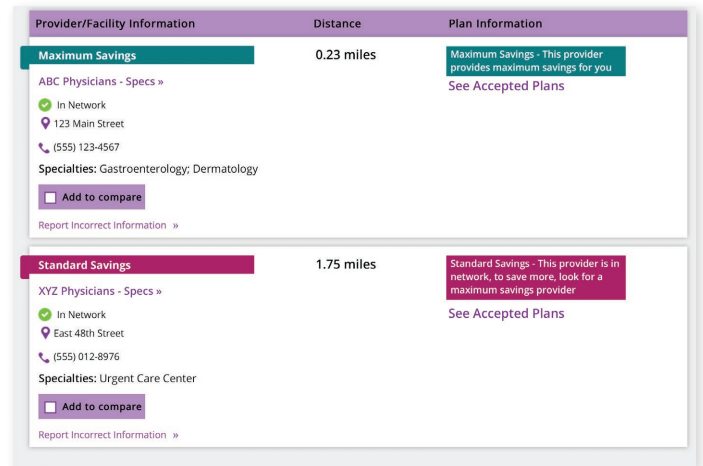 Provider/Facility Information Distance Plan Information
Maximum Savings
0.23 miles
Maximum Savings - This provider
provides maximum savings for you
See Accepted Plans
ABC Physicians - Specs »
In Network
123 Main Street
(555) 123-4567
Specialties: Gastroenterology; Dermatology
Add to compare
Report Incorrect Information »
Standard Savings
1.75 miles
Standard Savings - This provider is in
network, to save more, look for a
maximum savings provider
See Accepted Plans
XYZ Physicians - Specs »
In Network
East 48th Street
(555) 012-8976
Specialties: Urgent Care Center
Add to compare
Report Incorrect Information »